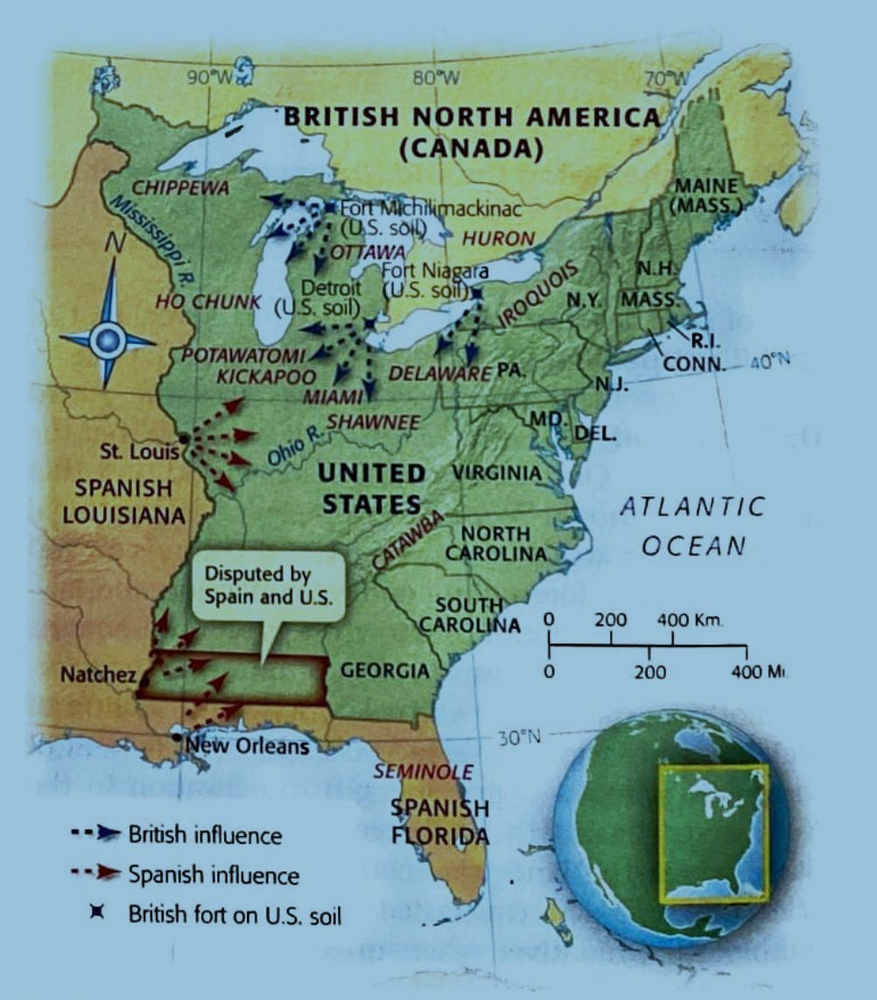 90°W
80°W
70°W
BRITISH NORTH AMERICA
(CANADA)
CHIPPEWA
MAINE
(MASS.)
Mississippi R.
Fort Michilimackinac
(U.S. soil)
HURON
OTTAWA
N
Fort Niagara
(U.S. soil)
N.H.
Detroit
(U.S. soil)
IROQUOIS
HO CHUNK
N.Y.
MASS.
R.I.
CONN.
40°N
POTAWATOMI
KICKAPOO
DELAWARE
PA.
N.J.
MIAMI
SHAWNEE
MD.
DEL.
St. Louis
Ohio R.
UNITED
STATES
VIRGINIA
SPANISH
LOUISIANA
ATLANTIC
OCEAN
CATAWBA
NORTH
CAROLINA
Disputed by
Spain and U.S.
SOUTH
CAROLINA
0 200 400 Km.
0 200 400 Mi.
Natchez
GEORGIA
30°N
New Orleans
SEMINOLE
SPANISH
FLORIDA
British influence
Spanish influence
British fort on U.S. soil